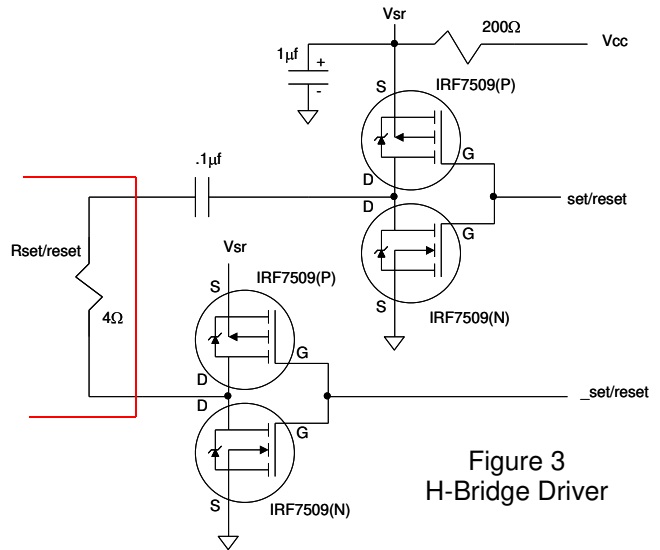 Vsr
200Ω
Vcc
1µf
+
-
S
IRF7509(P)
G
D
.1µf
D
set/reset
G
S
IRF7509(N)
Rset/reset
4Ω
Vsr
S
IRF7509(P)
G
D
D
_set/reset
G
S
IRF7509(N)
Figure 3
H-Bridge Driver